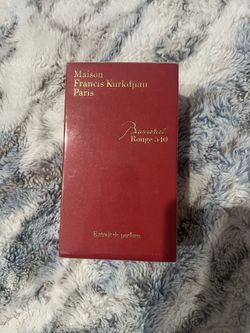 Maison
Francis Kurkdjian
Paris
Baccarat
Rouge 540
Extrait de parfum